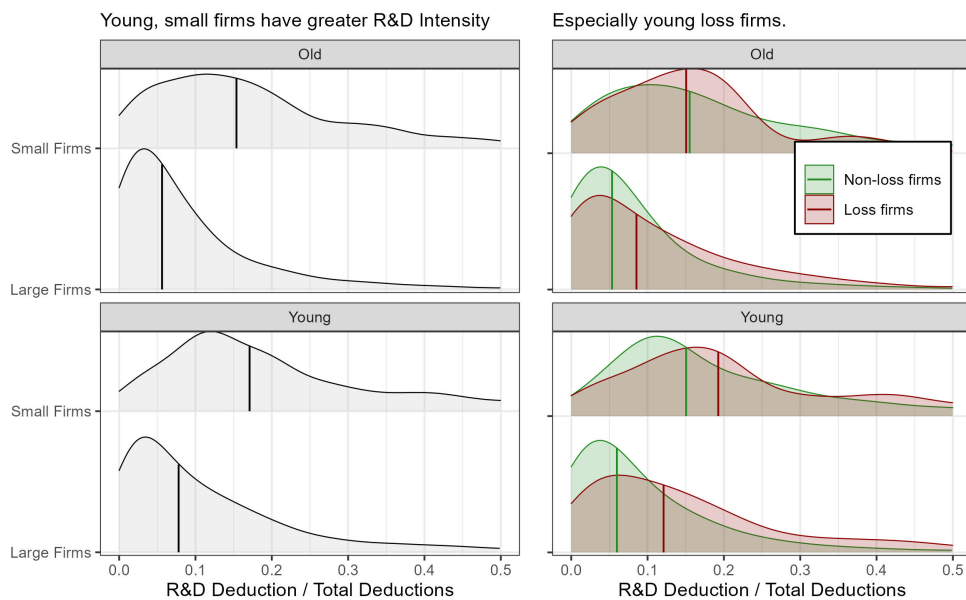 Young, small firms have greater R&D Intensity
Old
Small Firms
Large Firms
Young
Small Firms
Large Firms
0.0 0.1 0.2 0.3 0.4 0.5
R&D Deduction / Total Deductions
Especially young loss firms.
Old
Non-loss firms
Loss firms
Young
0.0 0.1 0.2 0.3 0.4 0.5
R&D Deduction / Total Deductions